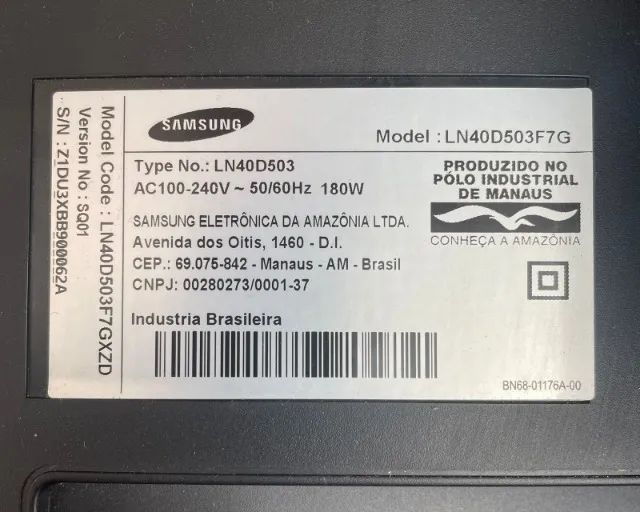 Model Code : LN40D503F7GXZD
Version No : SQ01
S/N : Z1DU3XBB900062A
SAMSUNG
Model : LN40D503F7G
Type No.: LN40D503
AC100-240V ~ 50/60Hz 180W
SAMSUNG ELETRÔNICA DA AMAZÔNIA LTDA.
Avenida dos Oitis, 1460 - D.I.
CEP.: 69.075-842 - Manaus - AM - Brasil
CNPJ: 00280273/0001-37
Industria Brasileira
PRODUZIDO NO
PÓLO INDUSTRIAL
DE MANAUS
CONHEÇA A AMAZÔNIA
BN68-01176A-00